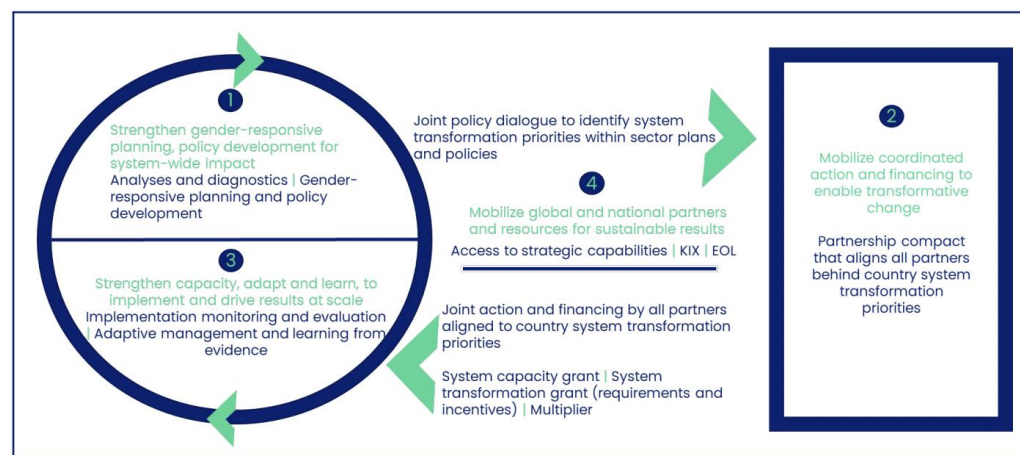 1
Strengthen gender-responsive
planning, policy development for
system-wide impact
Analyses and diagnostics | Gender-
responsive planning and policy
development
3
Strengthen capacity, adapt and learn, to
implement and drive results at scale
Implementation monitoring and evaluation
| Adaptive management and learning from
evidence
Joint policy dialogue to identify system
transformation priorities within sector plans
and policies
4
Mobilize global and national partners
and resources for sustainable results
Access to strategic capabilities | KIX | EOL
Joint action and financing by all partners
aligned to country system transformation
priorities
System capacity grant | System
transformation grant (requirements and
incentives) | Multiplier
2
Mobilize coordinated
action and financing to
enable transformative
change
Partnership compact
that aligns all partners
behind country system
transformation
priorities